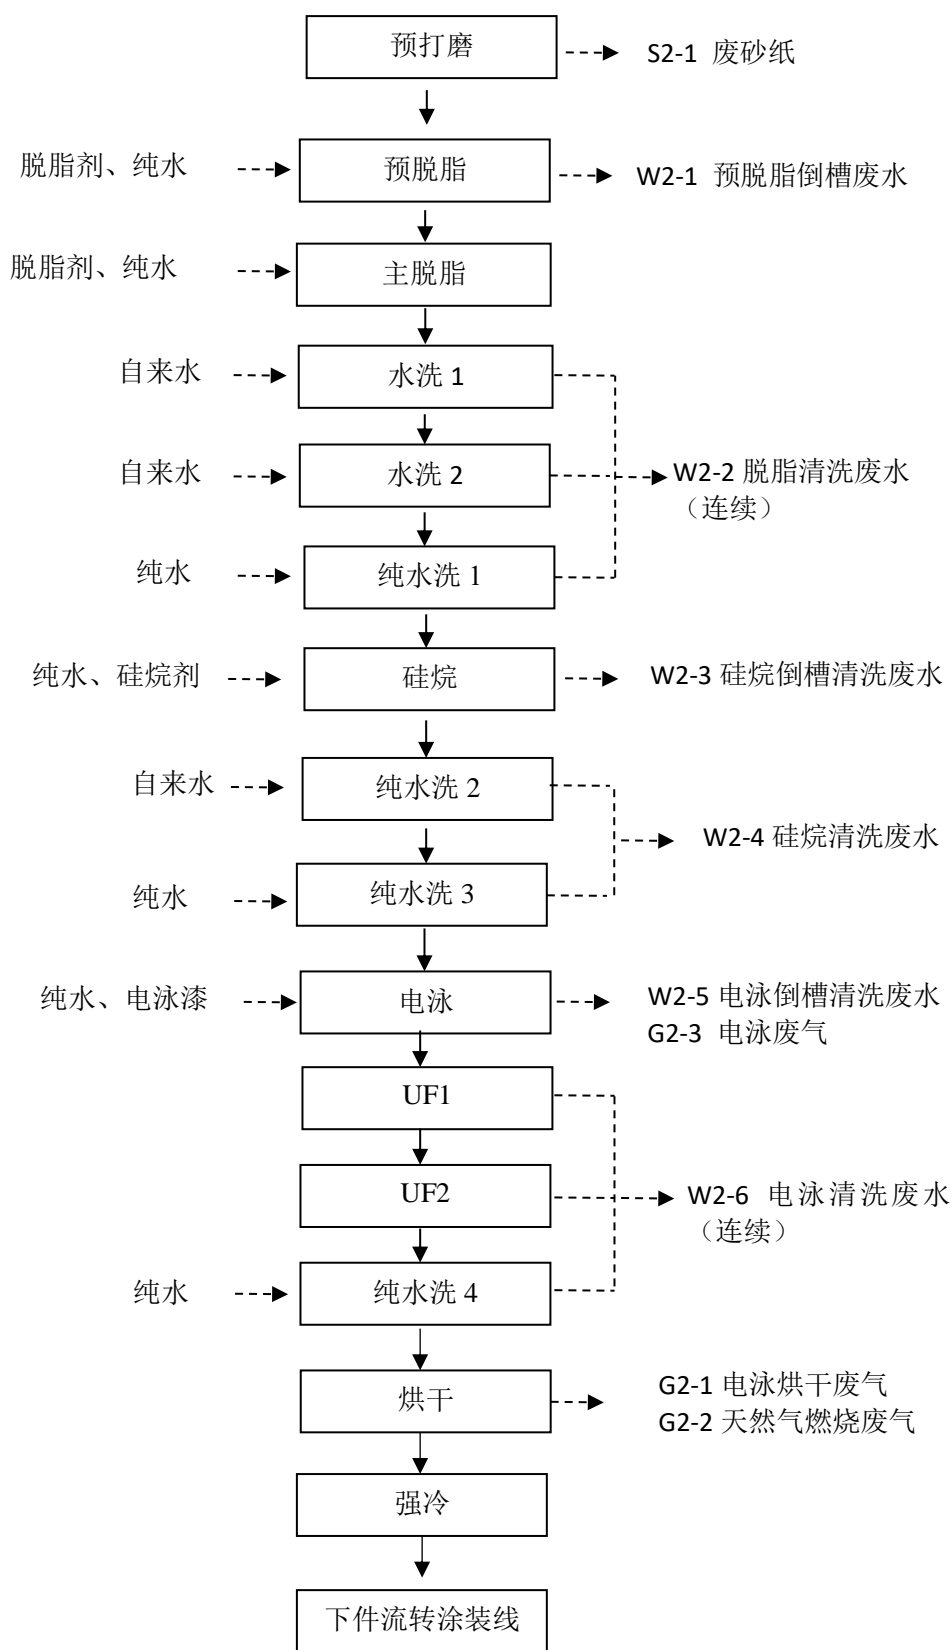 预打磨
S2-1 废砂纸
脱脂剂、纯水
预脱脂
W2-1 预脱脂倒槽废水
脱脂剂、纯水
主脱脂
自来水
水洗 1
自来水
水洗 2
W2-2 脱脂清洗废水
（连续）
纯水
纯水洗 1
纯水、硅烷剂
硅烷
W2-3 硅烷倒槽清洗废水
自来水
纯水洗 2
W2-4 硅烷清洗废水
纯水
纯水洗 3
纯水、电泳漆
电泳
W2-5 电泳倒槽清洗废水
G2-3 电泳废气
UF1
UF2
W2-6 电泳清洗废水
（连续）
纯水
纯水洗 4
烘干
G2-1 电泳烘干废气
G2-2 天然气燃烧废气
强冷
下件流转涂装线